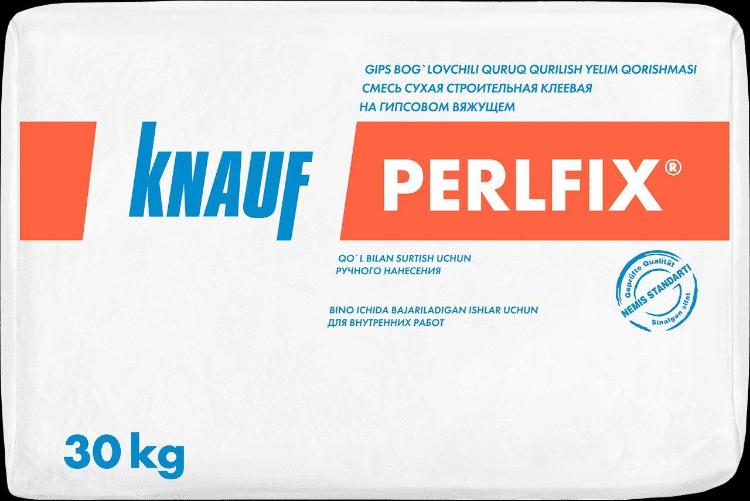 GIPS BOG`LOVCHILI QURUQ QURILISH YELIM QORISHMASI
СМЕСЬ СУХАЯ СТРОИТЕЛЬНАЯ КЛЕЕВАЯ
НА ГИПСОВОМ ВЯЖУЩЕМ
KNAUF
PERLFIX®
QO`L BILAN SURTISH UCHUN
РУЧНОГО НАНЕСЕНИЯ
Geprüfte Qualität
NEMIS STANDARTI
Sinalgan sifat
BINO ICHIDA BAJARILADIGAN ISHLAR UCHUN
ДЛЯ ВНУТРЕННИХ РАБОТ
30 kg